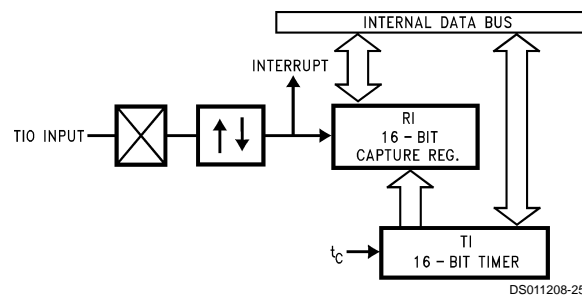 INTERNAL DATA BUS
INTERRUPT
TIO INPUT
RI
16 – BIT
CAPTURE REG.
tC
TI
16 – BIT TIMER
DS011208-25